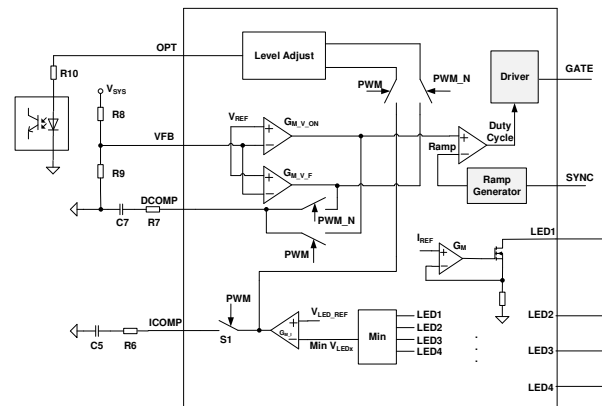 OPT
Level Adjust
R10
PWM
PWM_N
Driver
GATE
VSYS
R8
VREF
GM_V_ON
VFB
Duty
Cycle
Ramp
R9
GM_V_F
Ramp
Generator
SYNC
DCOMP
C7
R7
PWM_N
PWM
LED1
IREF
GM
PWM
VLED_REF
ICOMP
S1
GM_I
Min
LED1
LED2
LED3
LED4
Min VLEDx
C5
R6
LED2
LED3
LED4